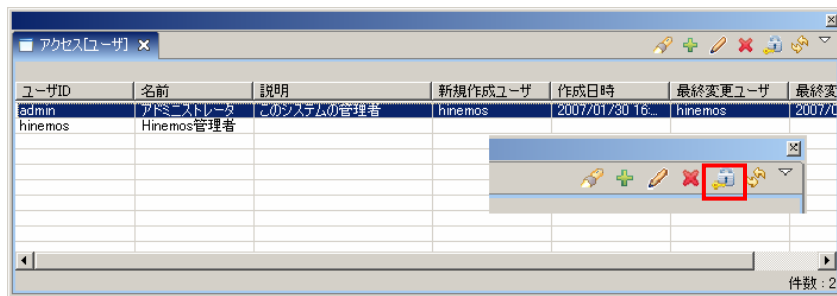 アクセス[ユーザ]
ユーザID 名前 説明 新規作成ユーザ 作成日時 最終変更ユーザ 最終変
admin アドミニストレータ このシステムの管理者 hinemos 2007/01/30 16:... hinemos 2007/0
hinemos Hinemos管理者
件数 : 2